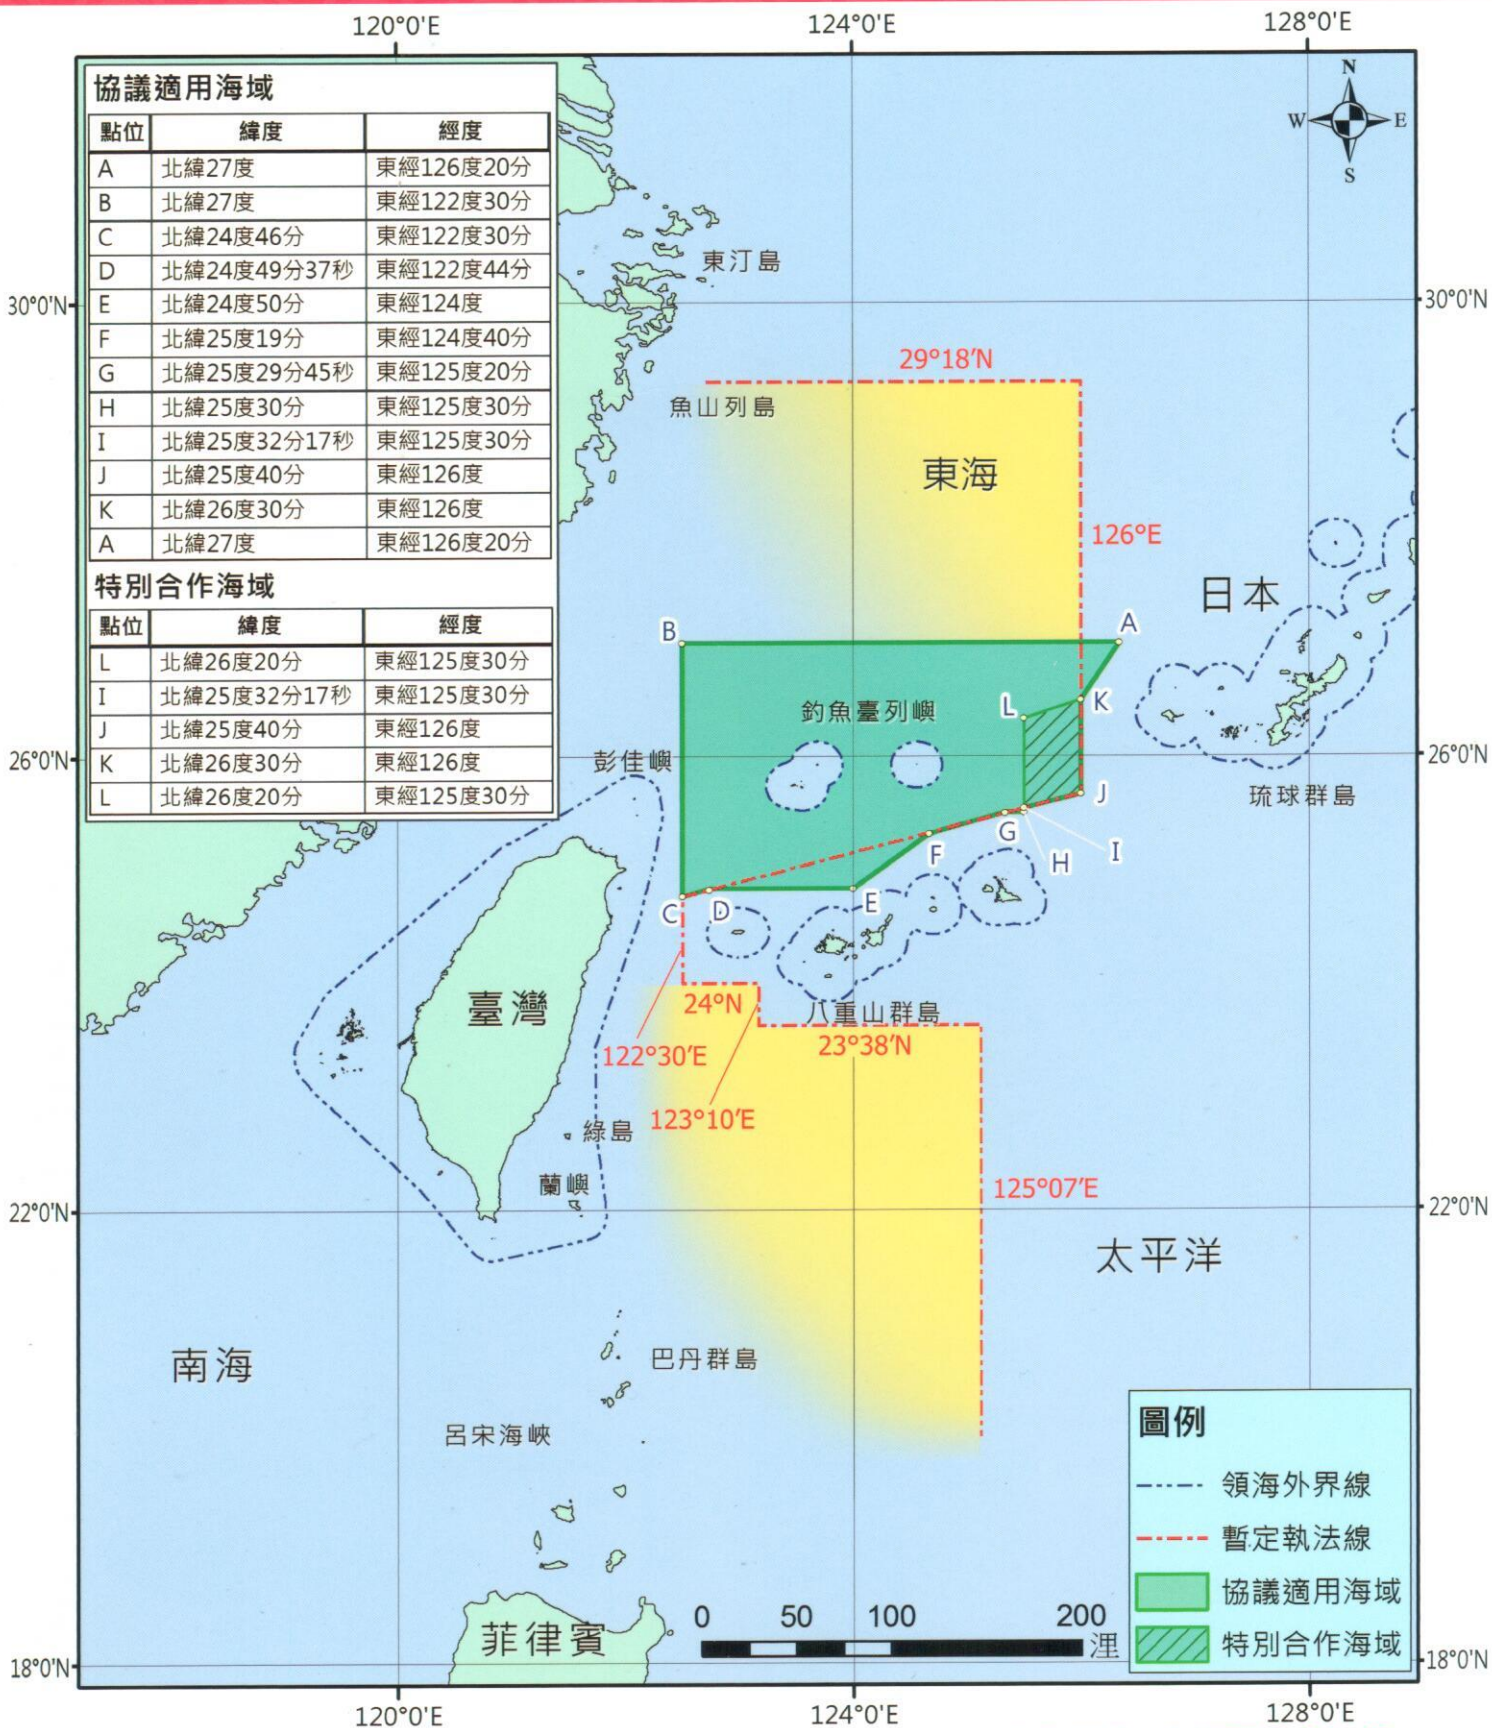 120°0'E
124°0'E
128°0'E
協議適用海域
點位 緯度 經度
A 北緯27度 東經126度20分
B 北緯27度 東經122度30分
C 北緯24度46分 東經122度30分
D 北緯24度49分37秒 東經122度44分
E 北緯24度50分 東經124度
F 北緯25度19分 東經124度40分
G 北緯25度29分45秒 東經125度20分
H 北緯25度30分 東經125度30分
I 北緯25度32分17秒 東經125度30分
J 北緯25度40分 東經126度
K 北緯26度30分 東經126度
A 北緯27度 東經126度20分
特別合作海域
點位 緯度 經度
L 北緯26度20分 東經125度30分
I 北緯25度32分17秒 東經125度30分
J 北緯25度40分 東經126度
K 北緯26度30分 東經126度
L 北緯26度20分 東經125度30分
N
W
E
S
東汀島
30°0'N
30°0'N
29°18'N
魚山列島
東海
126°E
日本
B
A
釣魚臺列嶼
L
K
彭佳嶼
26°0'N
26°0'N
J
琉球群島
G
F
H
I
C
D
E
臺灣
24°N
八重山群島
23°38'N
122°30'E
123°10'E
綠島
蘭嶼
125°07'E
22°0'N
22°0'N
太平洋
南海
巴丹群島
呂宋海峽
菲律賓
0
50
100
200
浬
圖例
領海外界線
暫定執法線
協議適用海域
特別合作海域
18°0'N
18°0'N
120°0'E
124°0'E
128°0'E